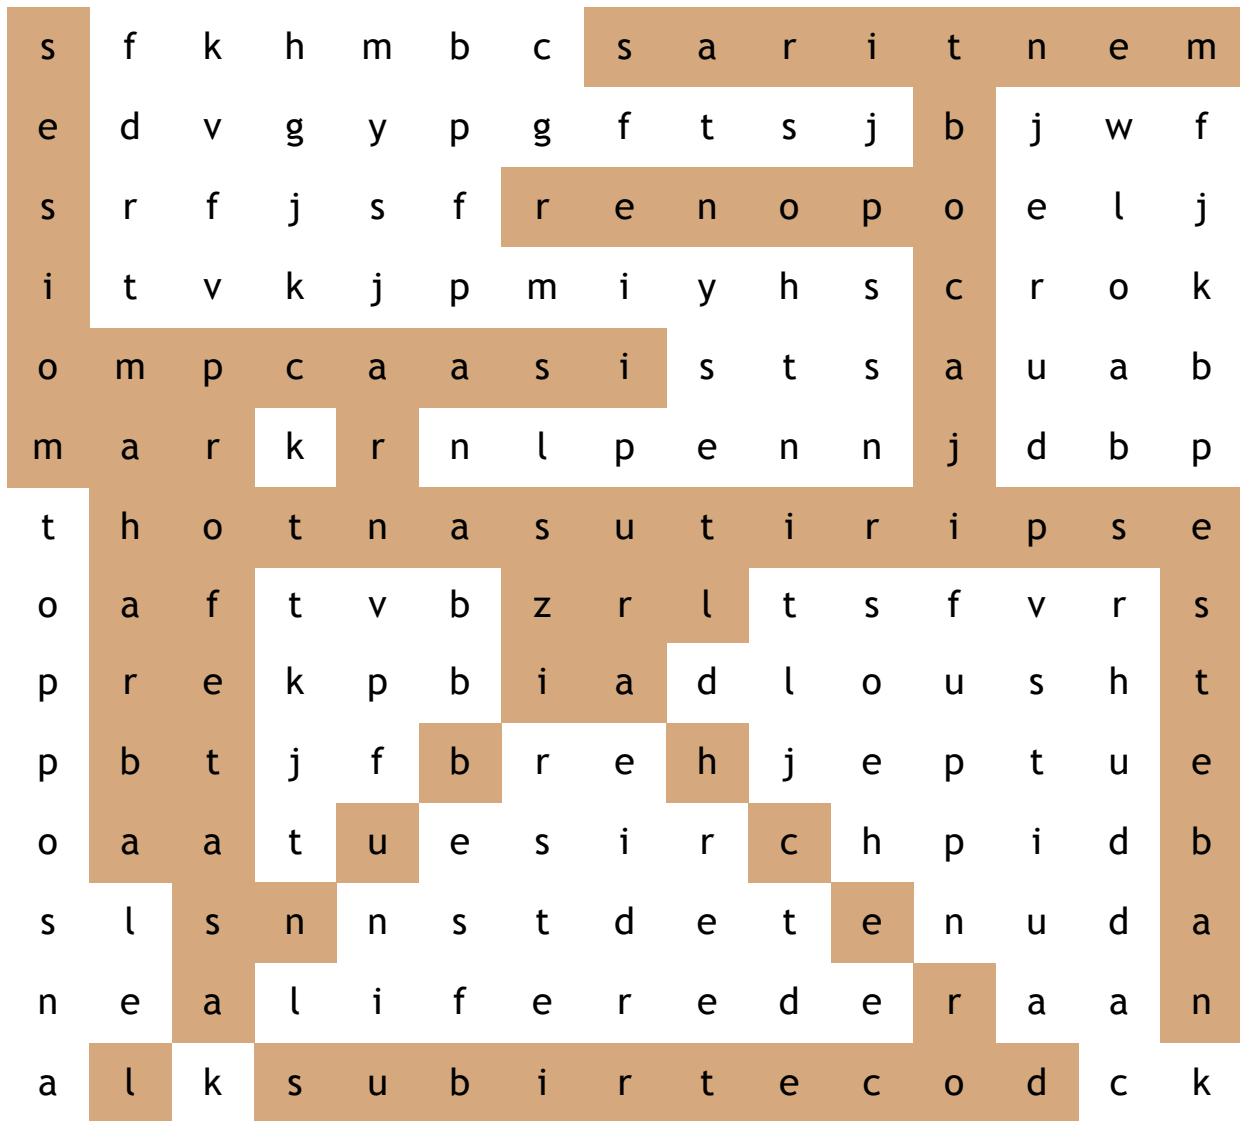 s f k h m b c s a r i t n e m
e d v g y p g f t s j b j w f
s r f j s f r e n o p o e l j
i t v k j p m i y h s c r o k
o m p c a a s i s t s a u a b
m a r k r n l p e n n j d b p
t h o t n a s u t i r i p s e
o a f t v b z r l t s f v r s
p r e k p b i a d l o u s h t
p b t j f b r e h j e p t u e
o a a t u e s i r c h p i d b
s l s n n s t d e t e n u d a
n e a l i f e r e d e r a a n
a l k s u b i r t e c o d c k